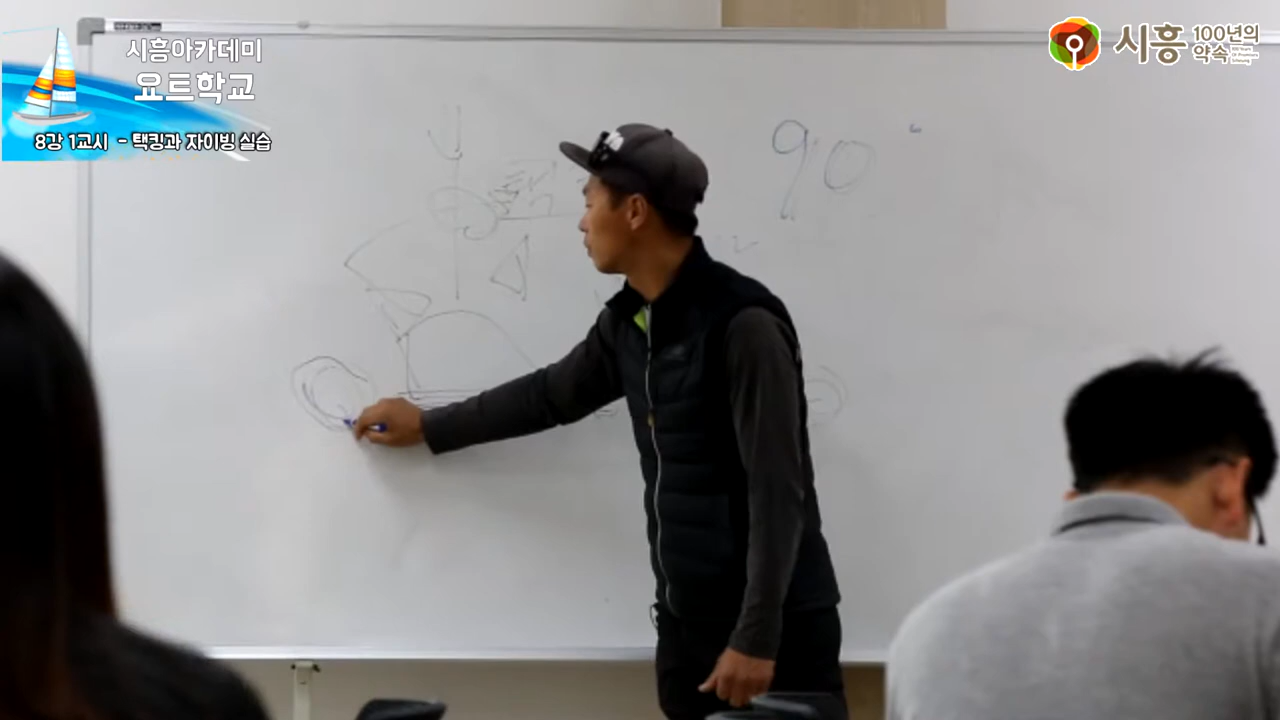 시흥아카데미
요트학교
8강 1교시 - 택킹과 자이빙 실습
시흥 100년의
약속
90°